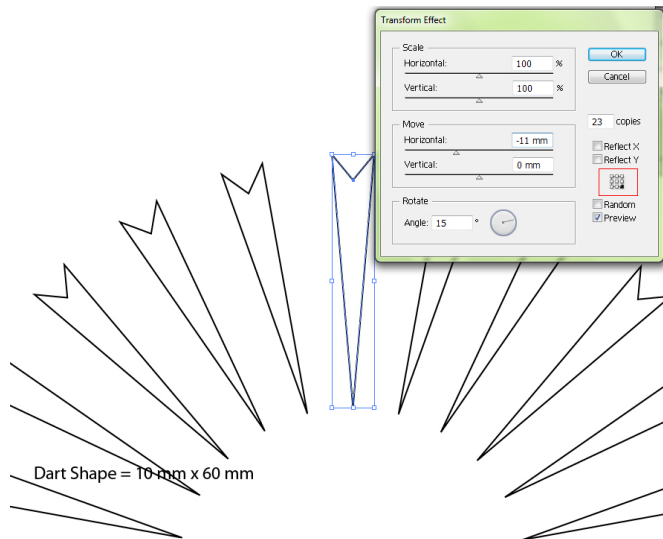 Transform Effect
Scale
Horizontal: 100 %
Vertical: 100 %
Move
Horizontal: -11 mm
Vertical: 0 mm
Rotate
Angle: 15 °
OK
Cancel
23 copies
Reflect X
Reflect Y
Random
Preview
Dart Shape = 10 mm x 60 mm